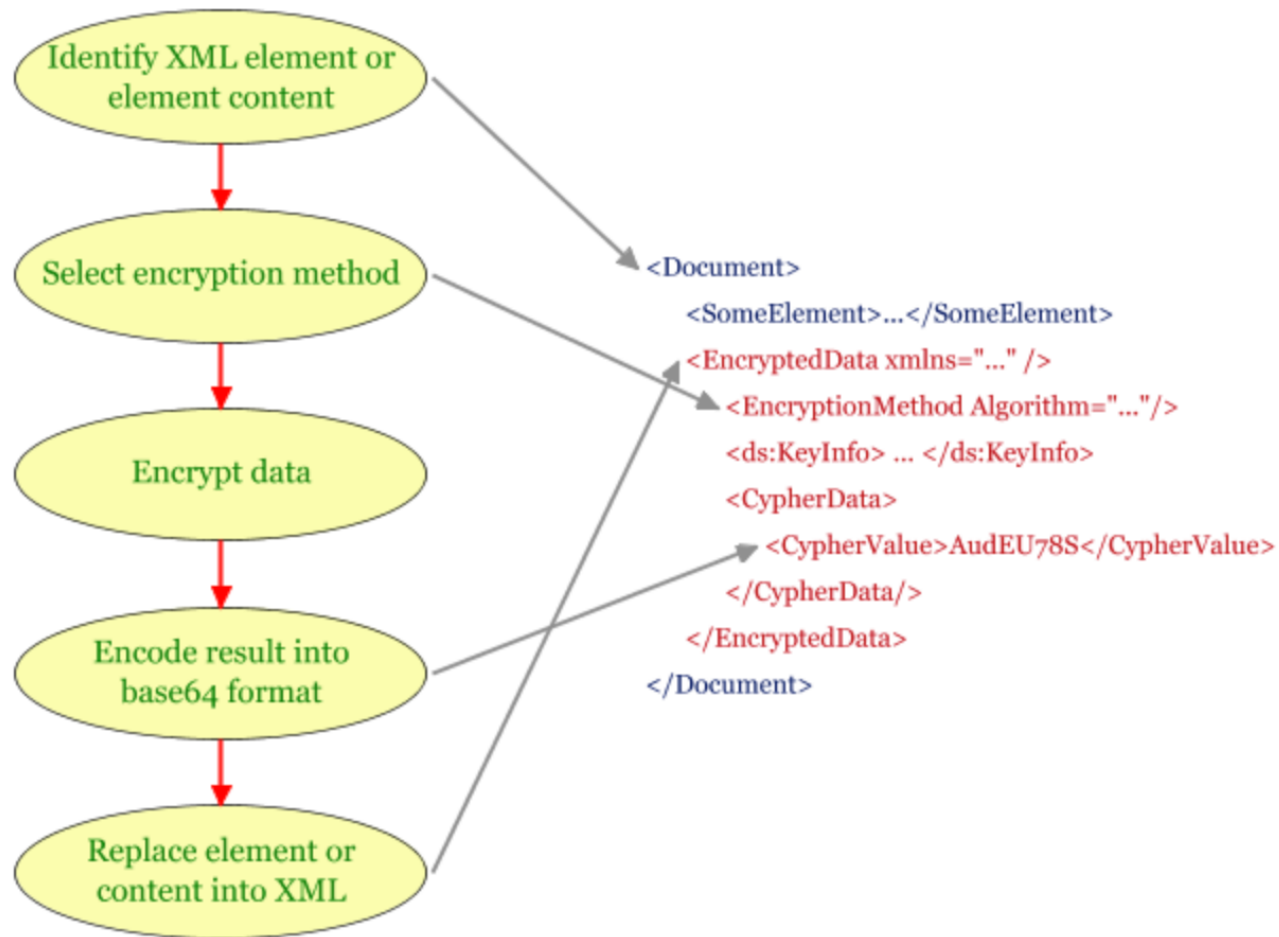 Identify XML element or
element content
Select encryption method
Encrypt data
Encode result into
base64 format
Replace element or
content into XML
<Document>
<SomeElement>...</SomeElement>
<EncryptedData xmlns="..." />
<EncryptionMethod Algorithm="..."/>
<ds:KeyInfo> ... </ds:KeyInfo>
<CypherData>
<CypherValue>AudEU78S</CypherValue>
</CypherData/>
</EncryptedData>
</Document>